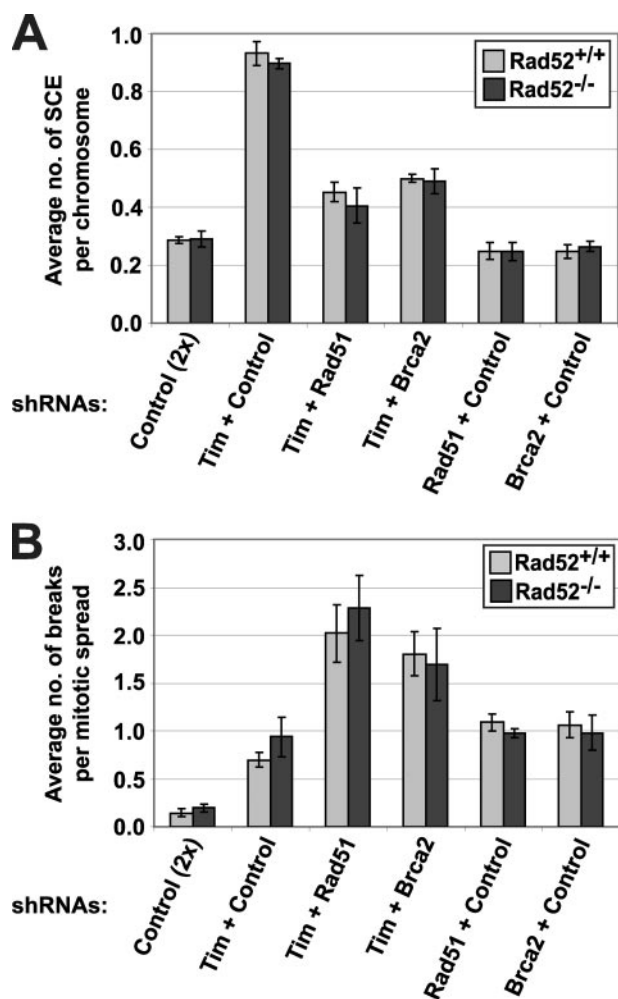 A
Average no. of SCE
per chromosome
1.0
0.8
0.6
0.4
0.2
0.0
Rad52+/+
Rad52-/-
shRNAs:
Control (2x)
Tim + Control
Tim + Rad51
Tim + Brca2
Rad51 + Control
Brca2 + Control
B
Average no. of breaks
per mitotic spread
3.0
2.5
2.0
1.5
1.0
0.5
0.0
Rad52+/+
Rad52-/-
shRNAs:
Control (2x)
Tim + Control
Tim + Rad51
Tim + Brca2
Rad51 + Control
Brca2 + Control